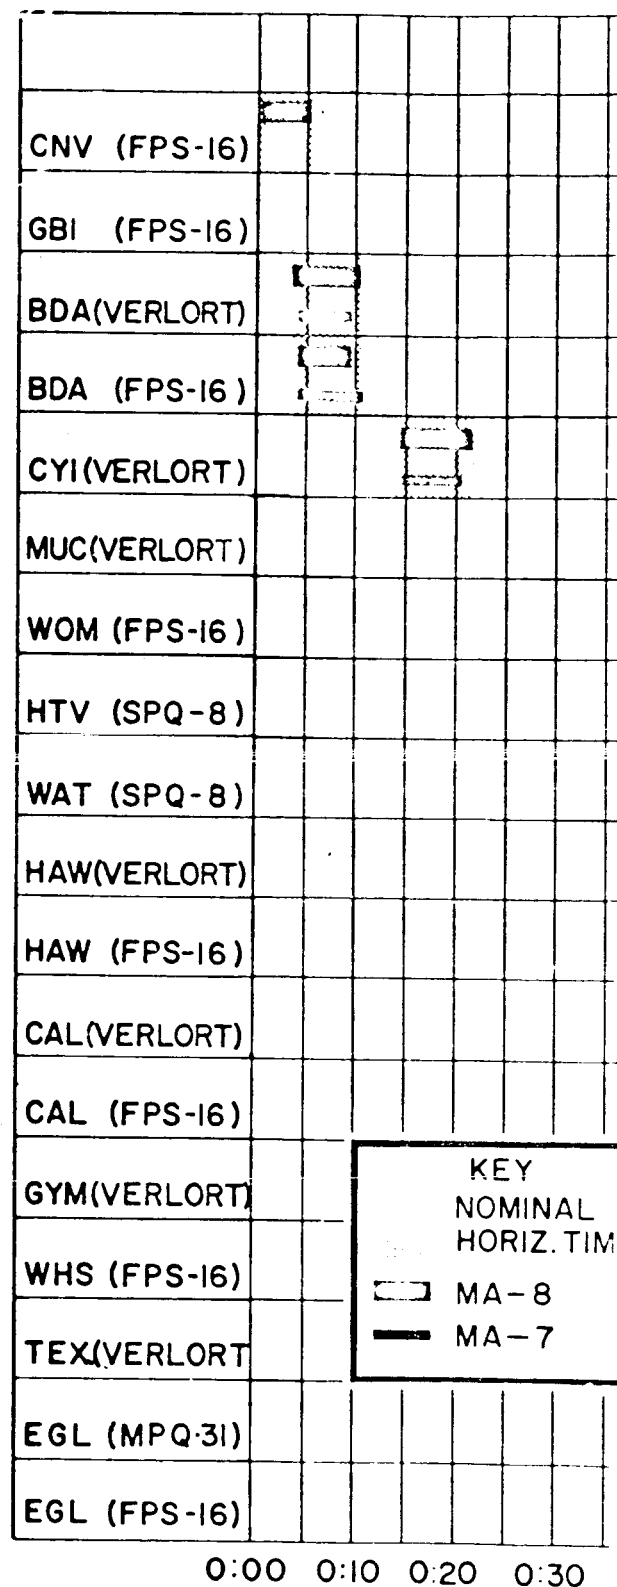 CNV (FPS-16)
GBI (FPS-16)
BDA(VERLORT)
BDA (FPS-16)
CYI(VERLORT)
MUC(VERLORT)
WOM (FPS-16)
HTV (SPQ-8)
WAT (SPQ-8)
HAW(VERLORT)
HAW (FPS-16)
CAL(VERLORT)
CAL (FPS-16)
GYM(VERLORT)
WHS (FPS-16)
TEX(VERLORT
EGL (MPQ-31)
EGL (FPS-16)
KEY
NOMINAL
HORIZ. TIM
MA-8
MA-7
0:00 0:10 0:20 0:30